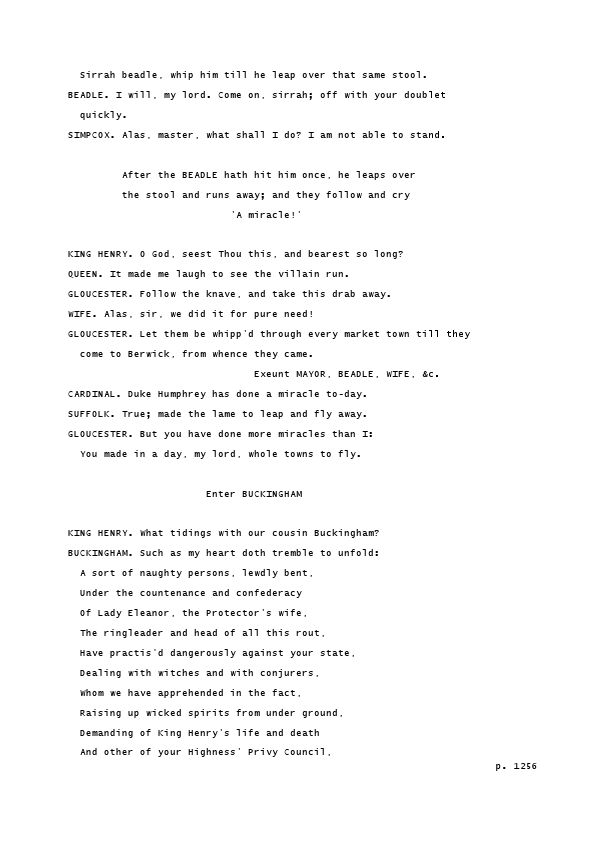 Sirrah beadle, whip him till he leap over that same stool.
BEADLE. I will, my lord. Come on, sirrah; off with your doublet
quickly.
SIMPCOX. Alas, master, what shall I do? I am not able to stand.
After the BEADLE hath hit him once, he leaps over
the stool and runs away; and they follow and cry
'A miracle!'
KING HENRY. O God, seest Thou this, and bearest so long?
QUEEN. It made me laugh to see the villain run.
GLOUCESTER. Follow the knave, and take this drab away.
WIFE. Alas, sir, we did it for pure need!
GLOUCESTER. Let them be whipp'd through every market town till they
come to Berwick, from whence they came.
Exeunt MAYOR, BEADLE, WIFE, &c.
CARDINAL. Duke Humphrey has done a miracle to-day.
SUFFOLK. True; made the lame to leap and fly away.
GLOUCESTER. But you have done more miracles than I:
You made in a day, my lord, whole towns to fly.
Enter BUCKINGHAM
KING HENRY. What tidings with our cousin Buckingham?
BUCKINGHAM. Such as my heart doth tremble to unfold:
A sort of naughty persons, lewdly bent,
Under the countenance and confederacy
Of Lady Eleanor, the Protector's wife,
The ringleader and head of all this rout,
Have practis'd dangerously against your state,
Dealing with witches and with conjurers,
Whom we have apprehended in the fact,
Raising up wicked spirits from under ground,
Demanding of King Henry's life and death
And other of your Highness' Privy Council,
p. 1256